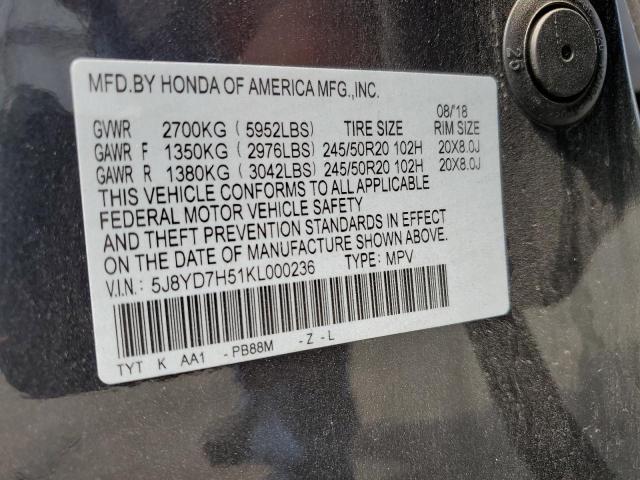 MFD.BY HONDA OF AMERICA MFG.,INC.
08/'18
GVWR 2700KG ( 5952LBS) TIRE SIZE RIM SIZE
GAWR F 1350KG ( 2976LBS) 245/50R20 102H 20X8.0J
GAWR R 1380KG ( 3042LBS) 245/50R20 102H 20X8.0J
THIS VEHICLE CONFORMS TO ALL APPLICABLE
FEDERAL MOTOR VEHICLE SAFETY
AND THEFT PREVENTION STANDARDS IN EFFECT
ON THE DATE OF MANUFACTURE SHOWN ABOVE.
V.I.N.: 5J8YD7H51KL000236 TYPE: MPV
TYT K AA1 - PB88M - Z - L
25